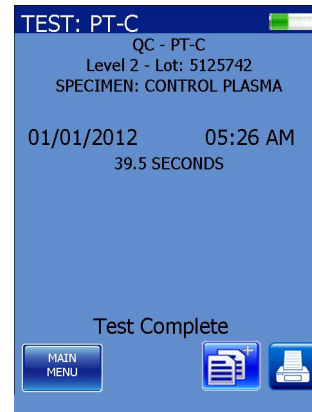 TEST: PT-C
QC - PT-C
Level 2 - Lot: 5125742
SPECIMEN: CONTROL PLASMA
01/01/2012 05:26 AM
39.5 SECONDS
Test Complete
MAIN
MENU